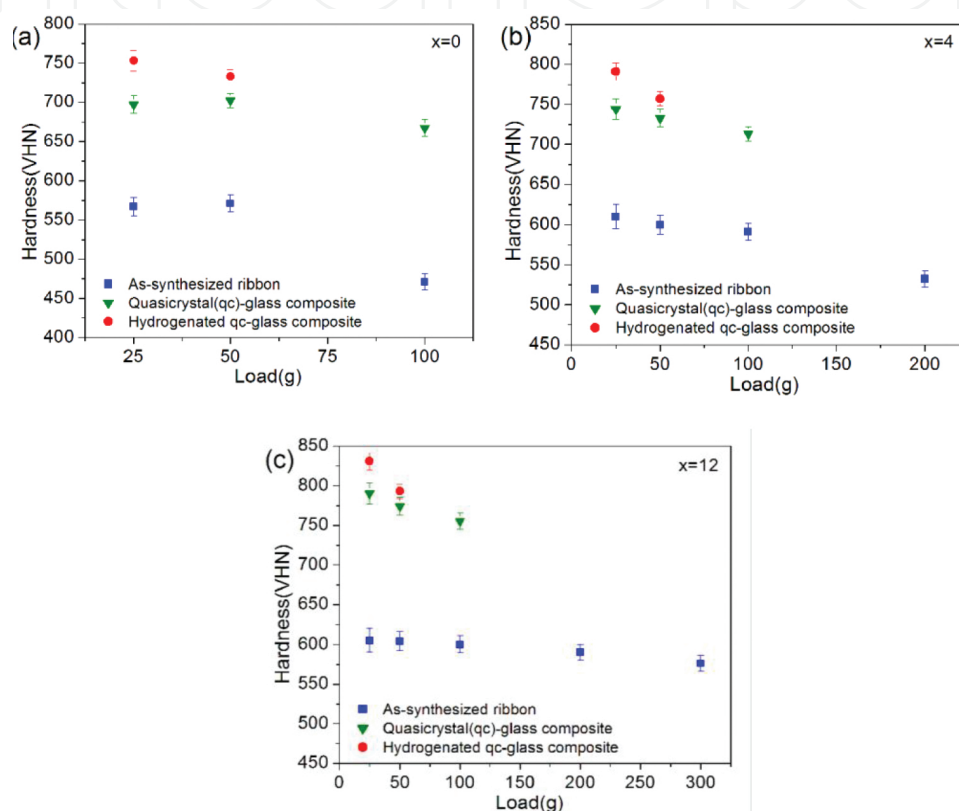 (a)
x=0
800
750
700
650
600
550
500
450
400
Hardness(VHN)
As-synthesized ribbon
Quasicrystal(qc)-glass composite
Hydrogenated qc-glass composite
25 50 75 100
Load(g)
(b)
x=4
850
800
750
700
650
600
550
500
450
Hardness(VHN)
As-synthesized ribbon
Quasicrystal(qc)-glass composite
Hydrogenated qc-glass composite
0 50 100 150 200
Load(g)
(c)
x=12
850
800
750
700
650
600
550
500
450
Hardness(VHN)
As-synthesized ribbon
Quasicrystal(qc)-glass composite
Hydrogenated qc-glass composite
0 50 100 150 200 250 300
Load(g)